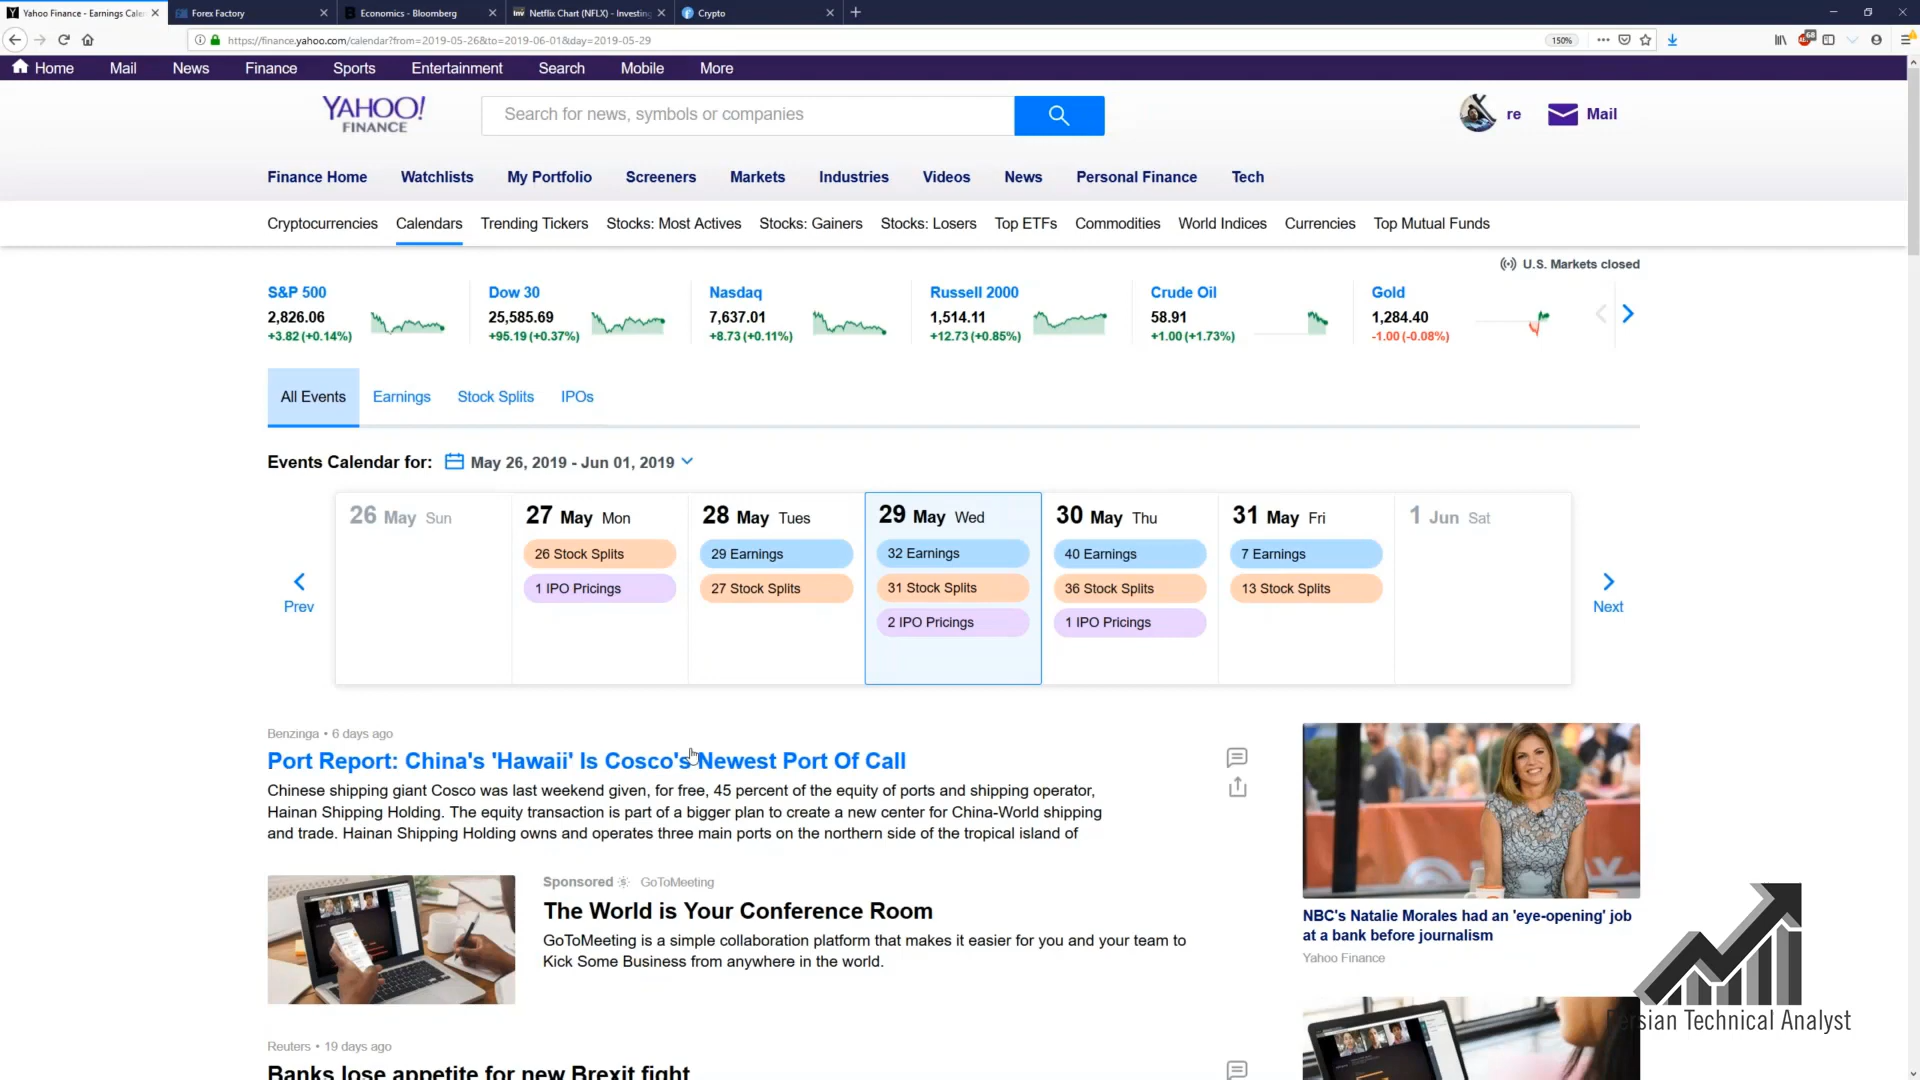 Yahoo Finance - Earnings Cale
Forex Factory
Economics - Bloomberg
Netflix Chart (NFLX) - Investing
Crypto
https://finance.yahoo.com/calendar?from=2019-05-26&to=2019-06-01&day=2019-05-29
150%
68
Home
Mail
News
Finance
Sports
Entertainment
Search
Mobile
More
YAHOO!
FINANCE
Search for news, symbols or companies
re
Mail
Finance Home
Watchlists
My Portfolio
Screeners
Markets
Industries
Videos
News
Personal Finance
Tech
Cryptocurrencies
Calendars
Trending Tickers
Stocks: Most Actives
Stocks: Gainers
Stocks: Losers
Top ETFs
Commodities
World Indices
Currencies
Top Mutual Funds
U.S. Markets closed
S&P 500
2,826.06
+3.82 (+0.14%)
Dow 30
25,585.69
+95.19 (+0.37%)
Nasdaq
7,637.01
+8.73 (+0.11%)
Russell 2000
1,514.11
+12.73 (+0.85%)
Crude Oil
58.91
+1.00 (+1.73%)
Gold
1,284.40
-1.00 (-0.08%)
All Events
Earnings
Stock Splits
IPOs
Events Calendar for: May 26, 2019 - Jun 01, 2019
Prev
26 May Sun
27 May Mon
26 Stock Splits
1 IPO Pricings
28 May Tues
29 Earnings
27 Stock Splits
29 May Wed
32 Earnings
31 Stock Splits
2 IPO Pricings
30 May Thu
40 Earnings
36 Stock Splits
1 IPO Pricings
31 May Fri
7 Earnings
13 Stock Splits
1 Jun Sat
Next
Benzinga • 6 days ago
Port Report: China's 'Hawaii' Is Cosco's Newest Port Of Call
Chinese shipping giant Cosco was last weekend given, for free, 45 percent of the equity of ports and shipping operator,
Hainan Shipping Holding. The equity transaction is part of a bigger plan to create a new center for China-World shipping
and trade. Hainan Shipping Holding owns and operates three main ports on the northern side of the tropical island of
Sponsored GoToMeeting
The World is Your Conference Room
GoToMeeting is a simple collaboration platform that makes it easier for you and your team to
Kick Some Business from anywhere in the world.
Reuters • 19 days ago
Banks lose appetite for new Brexit fight
NBC's Natalie Morales had an 'eye-opening' job
at a bank before journalism
Yahoo Finance
Persian Technical Analyst